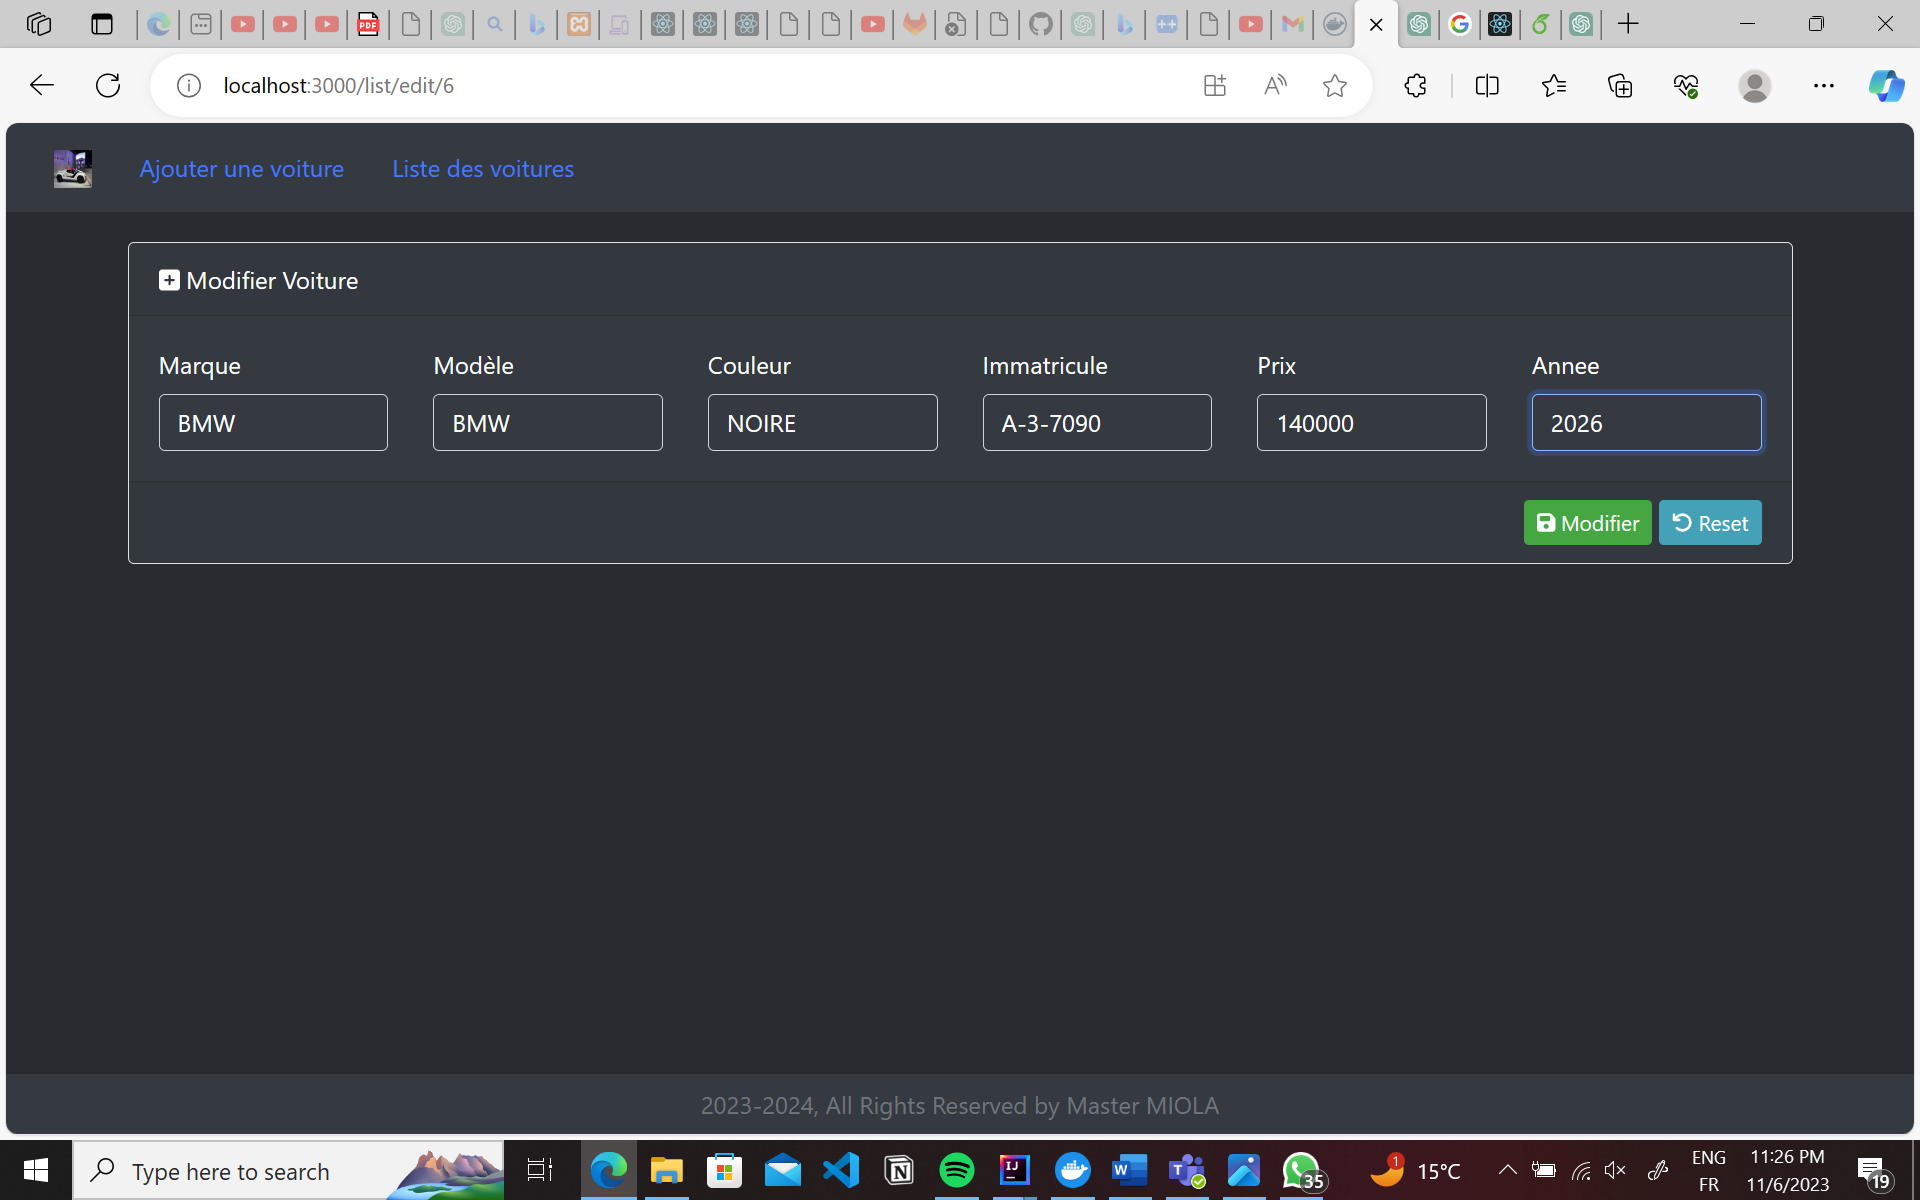 localhost:3000/list/edit/6
Ajouter une voiture Liste des voitures
Modifier Voiture
Marque Modèle Couleur Immatricule Prix Annee
BMW BMW NOIRE A-3-7090 140000 2026
Modifier Reset
2023-2024, All Rights Reserved by Master MIOLA
Type here to search
35
1
15°C
ENG
FR
11:26 PM
11/6/2023
19
PDF
IJ